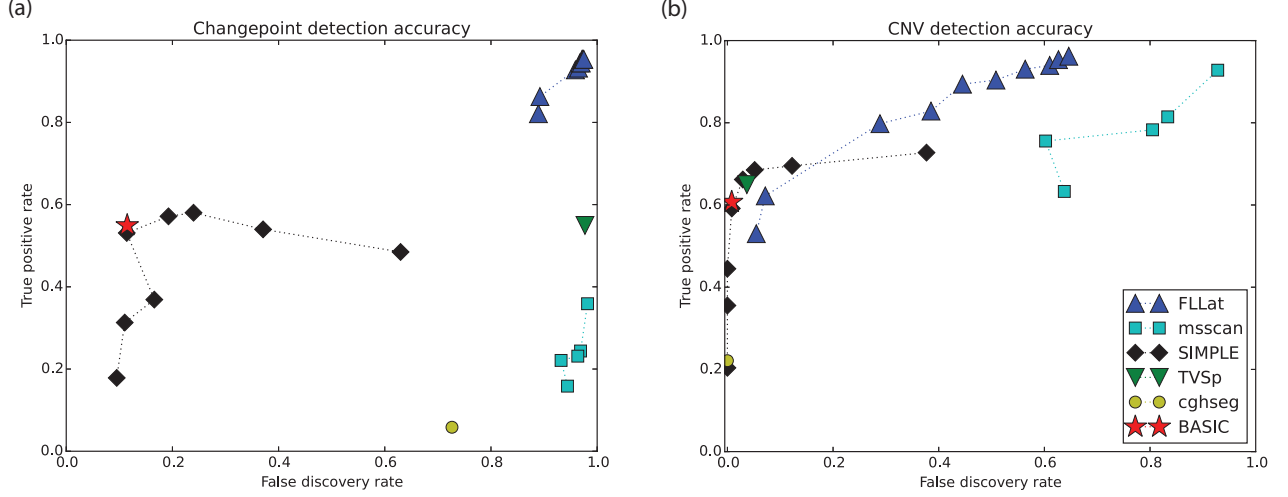 (a)
Changepoint detection accuracy
1.0
0.8
0.6
0.4
0.2
0.0
True positive rate
0.0 0.2 0.4 0.6 0.8 1.0
False discovery rate
(b)
CNV detection accuracy
1.0
0.8
0.6
0.4
0.2
0.0
True positive rate
0.0 0.2 0.4 0.6 0.8 1.0
False discovery rate
FLLat
msscan
SIMPLE
TVSp
cghseg
BASIC